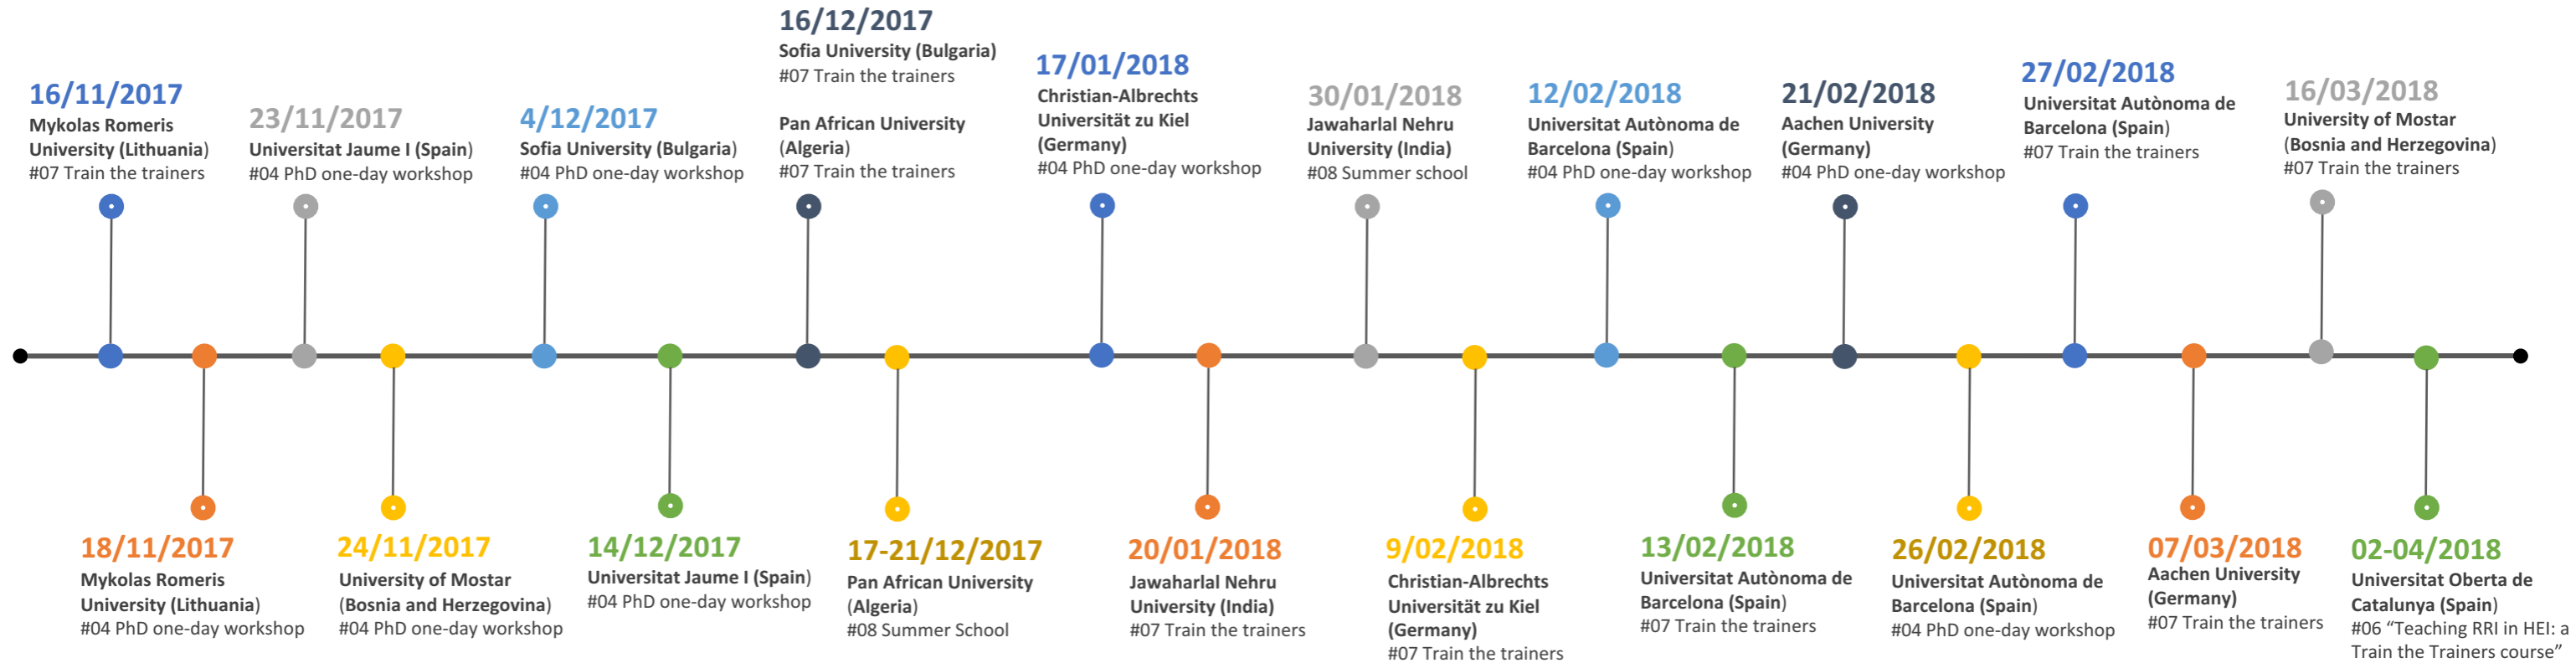 16/11/2017
Mykolas Romeris
University (Lithuania)
#07 Train the trainers
23/11/2017
Universitat Jaume I (Spain)
#04 PhD one-day workshop
4/12/2017
Sofia University (Bulgaria)
#04 PhD one-day workshop
16/12/2017
Sofia University (Bulgaria)
#07 Train the trainers
Pan African University
(Algeria)
#07 Train the trainers
17/01/2018
Christian-Albrechts
Universität zu Kiel
(Germany)
#04 PhD one-day workshop
30/01/2018
Jawaharlal Nehru
University (India)
#08 Summer school
12/02/2018
Universitat Autònoma de
Barcelona (Spain)
#04 PhD one-day workshop
21/02/2018
Aachen University
(Germany)
#04 PhD one-day workshop
27/02/2018
Universitat Autònoma de
Barcelona (Spain)
#07 Train the trainers
16/03/2018
University of Mostar
(Bosnia and Herzegovina)
#07 Train the trainers
18/11/2017
Mykolas Romeris
University (Lithuania)
#04 PhD one-day workshop
24/11/2017
University of Mostar
(Bosnia and Herzegovina)
#04 PhD one-day workshop
14/12/2017
Universitat Jaume I (Spain)
#04 PhD one-day workshop
17-21/12/2017
Pan African University
(Algeria)
#08 Summer School
20/01/2018
Jawaharlal Nehru
University (India)
#07 Train the trainers
9/02/2018
Christian-Albrechts
Universität zu Kiel
(Germany)
#07 Train the trainers
13/02/2018
Universitat Autònoma de
Barcelona (Spain)
#07 Train the trainers
26/02/2018
Universitat Autònoma de
Barcelona (Spain)
#04 PhD one-day workshop
07/03/2018
Aachen University
(Germany)
#07 Train the trainers
02-04/2018
Universitat Oberta de
Catalunya (Spain)
#06 “Teaching RRI in HEI: a
Train the Trainers course”